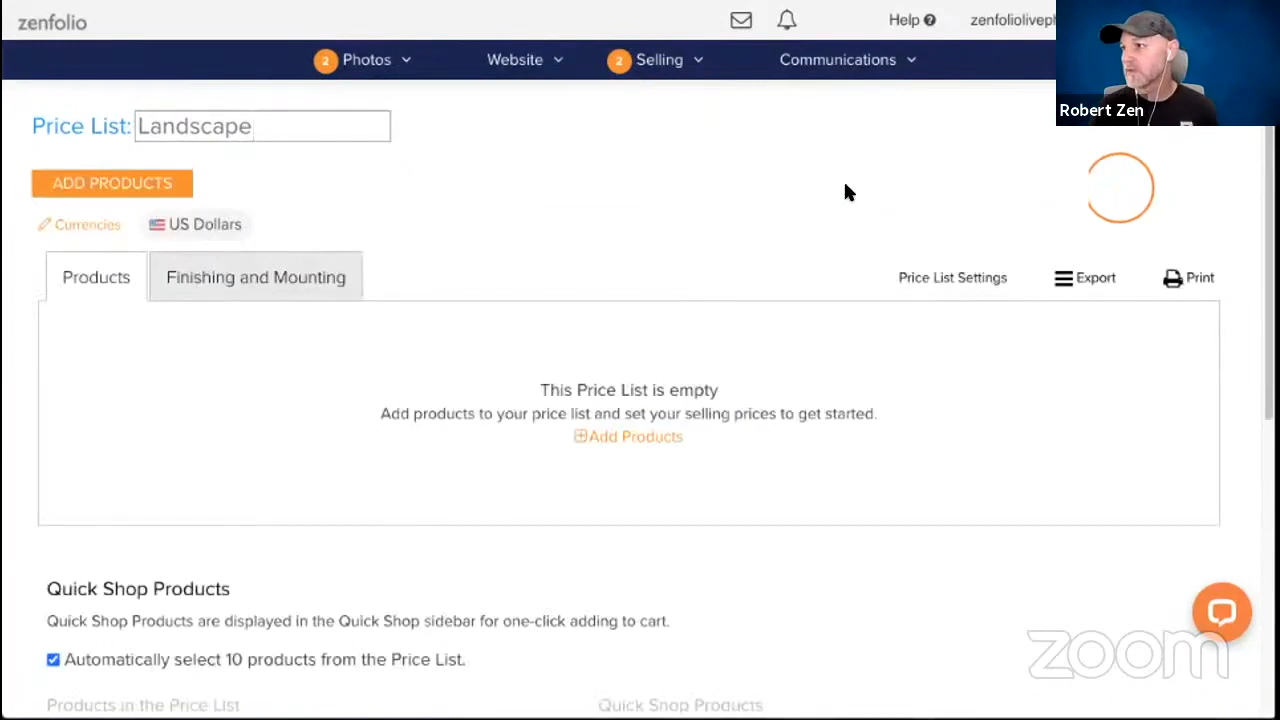 zenfolio
Help
zenfolioliveph
2 Photos
Website
2 Selling
Communications
Robert Zen
Price List: Landscape
ADD PRODUCTS
Currencies
US Dollars
Products
Finishing and Mounting
Price List Settings
Export
Print
This Price List is empty
Add products to your price list and set your selling prices to get started.
Add Products
Quick Shop Products
Quick Shop Products are displayed in the Quick Shop sidebar for one-click adding to cart.
Automatically select 10 products from the Price List.
zoom
Products in the Price List
Quick Shop Products